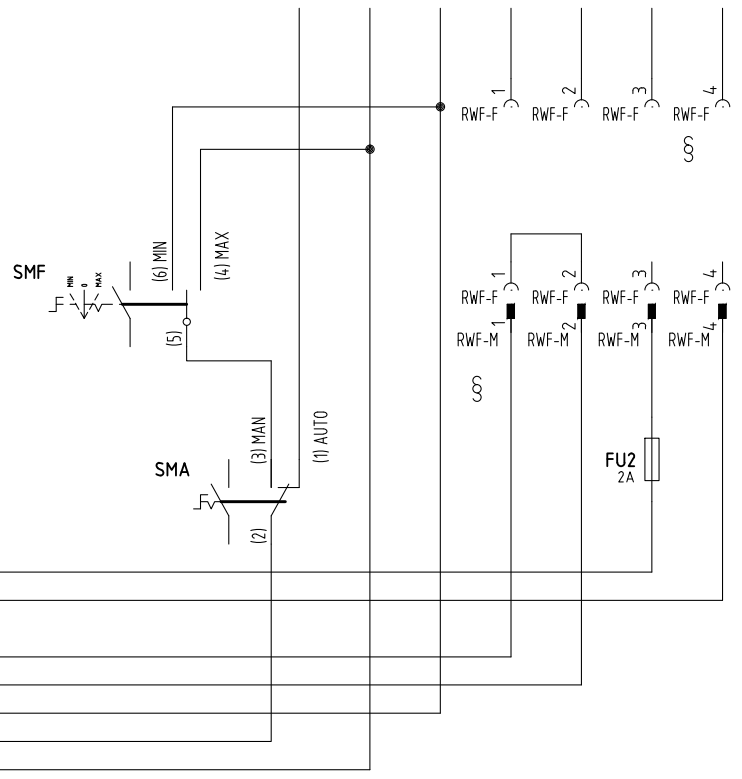 1 2 3 4
RWF-F RWF-F RWF-F RWF-F
§
(6) MIN
(4) MAX
SMF
MIN
0
MAX
(5)
1 2 3 4
RWF-F RWF-F RWF-F RWF-F
1 2 3 4
RWF-M RWF-M RWF-M RWF-M
§
(3) MAN
(1) AUTO
SMA
(2)
FU2
2A